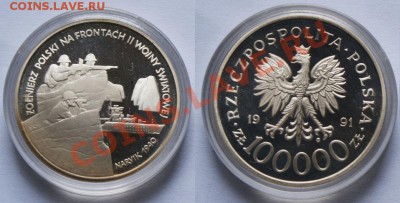 COINS.LAVE.RU
ŻOŁNIERZ POLSKI NA FRONTACH II WOJNY ŚWIATOWEJ
NARVIK 1940
RZECZPOSPOLITA POLSKA
19 91
ZŁ 100000 ZŁ